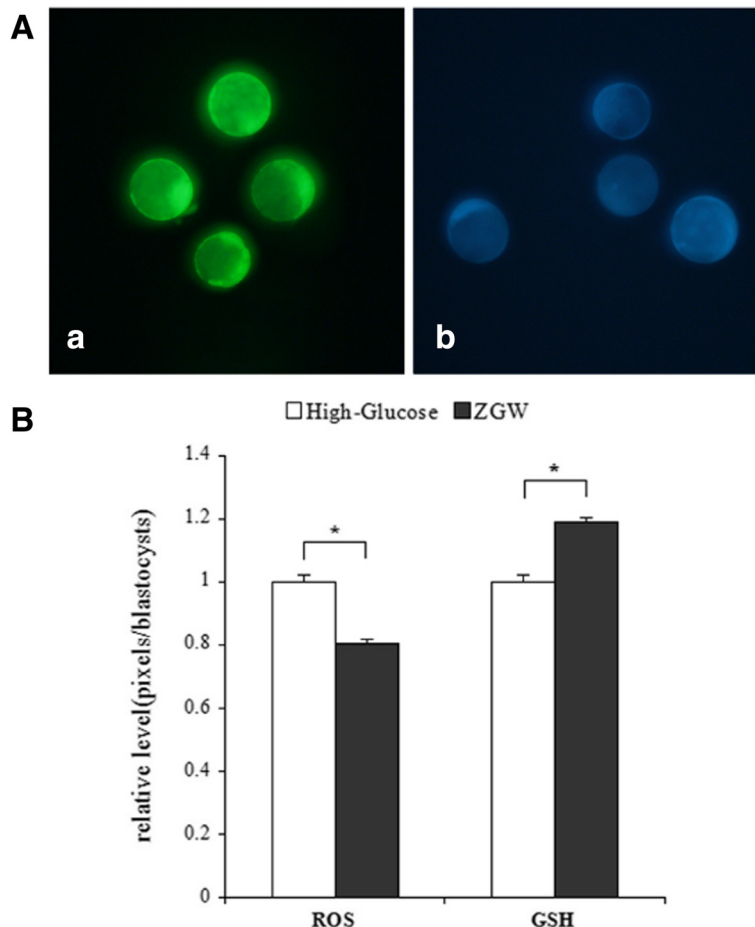 A
a
b
B
High-Glucose ZGW
relative level(pixels/blastocysts)
1.4
1.2
1
0.8
0.6
0.4
0.2
0
*
*
ROS GSH